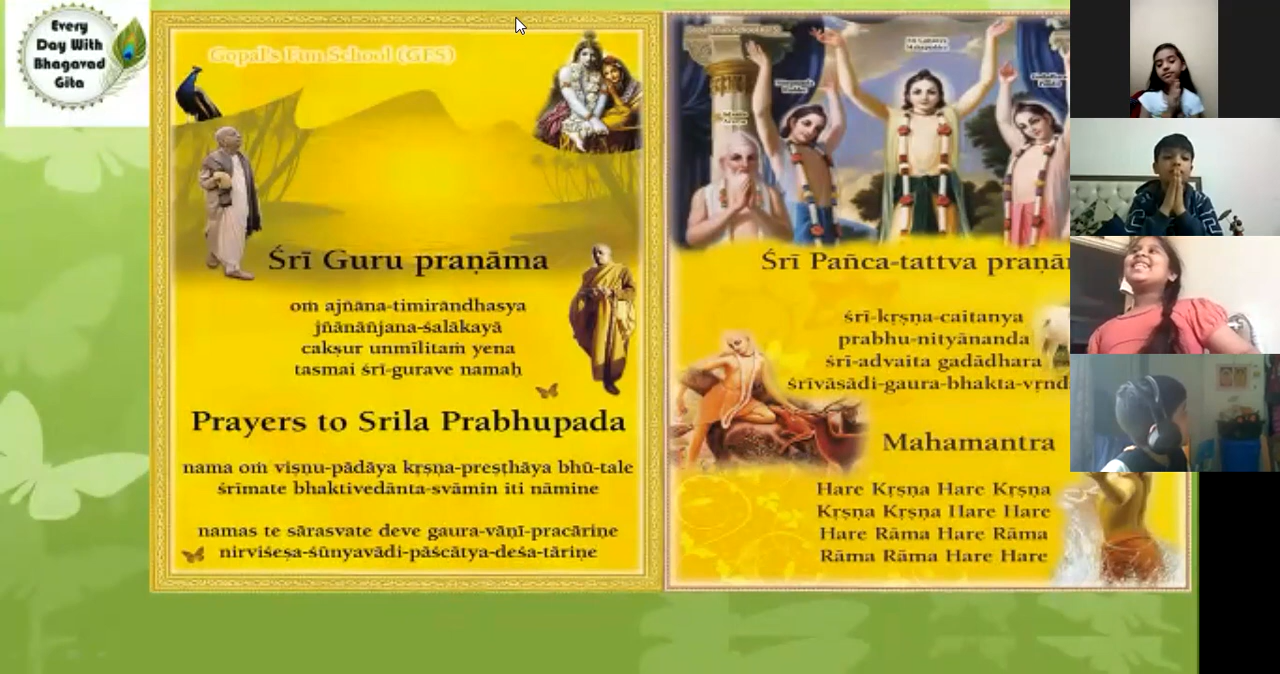 Every
Day With
Bhagavad
Gita
Gopal's Fun School (GFS)
Śrī Guru praṇāma
oṁ ajñāna-timirāndhasya
jñānāñjana-śalākayā
cakṣur unmīlitaṁ yena
tasmai śrī-gurave namaḥ
Prayers to Srila Prabhupada
nama oṁ viṣṇu-pādāya kṛṣṇa-preṣṭhāya bhū-tale
śrīmate bhaktivedānta-svāmin iti nāmine
namas te sārasvate deve gaura-vāṇī-pracāriṇe
nirviśeṣa-śūnyavādi-pāścātya-deśa-tāriṇe
Śrī Pañca-tattva
śrī-kṛṣṇa-caitanya
prabhu-nityānanda
śrī-advaita gadādhara
śrīvāsādi-gaura-bhakta-vṛnd
Mahamantra
Hare Kṛṣṇa Hare Kṛṣṇa
Kṛṣṇa Kṛṣṇa Hare Hare
Hare Rāma Hare Rāma
Rāma Rāma Hare Hare